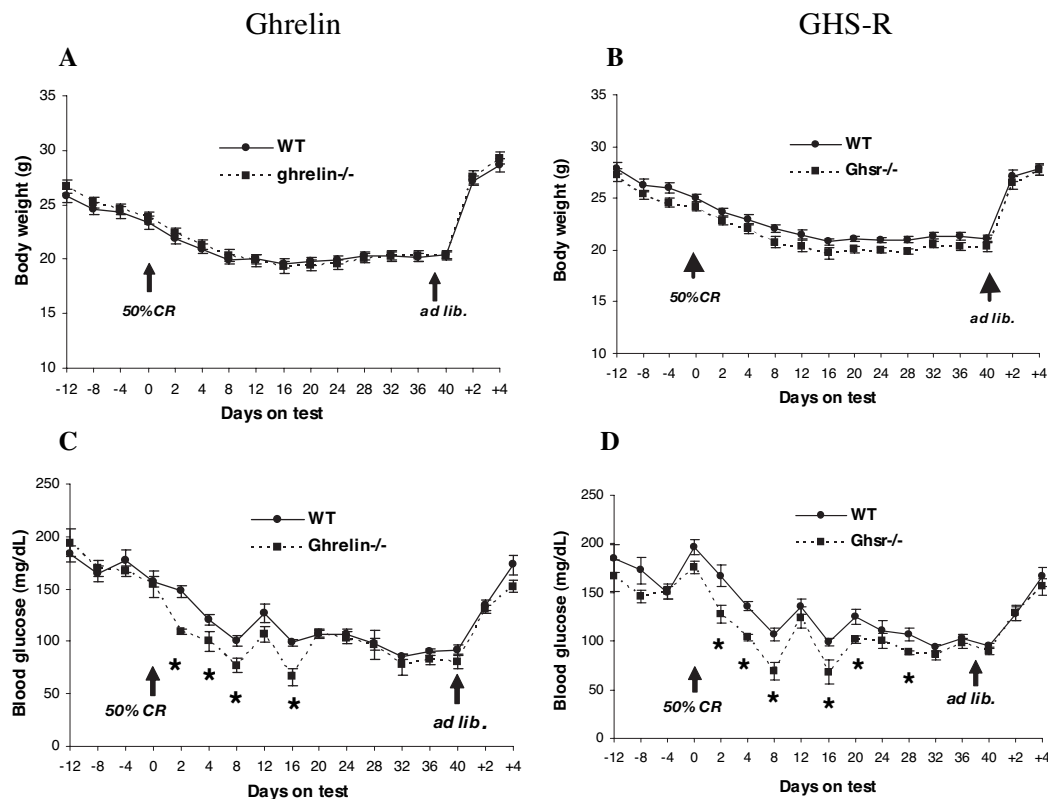 Ghrelin
GHS-R
A
B
35
30
25
20
15
10
Body weight (g)
WT
ghrelin-/-
50%CR
ad lib.
-12 -8 -4 0 2 4 8 12 16 20 24 28 32 36 40 +2 +4
Days on test
35
30
25
20
15
10
Body weight (g)
WT
Ghsr-/-
50%CR
ad lib.
-12 -8 -4 0 2 4 8 12 16 20 24 28 32 36 40 +2 +4
Days on test
C
D
250
200
150
100
50
0
Blood glucose (mg/dL)
WT
Ghrelin-/-
* * * *
50% CR
ad lib.
-12 -8 -4 0 2 4 8 12 16 20 24 28 32 36 40 +2 +4
Days on test
250
200
150
100
50
0
Blood glucose (mg/dL)
WT
Ghsr-/-
* * * * * *
50% CR
ad lib.
-12 -8 -4 0 2 4 8 12 16 20 24 28 32 36 40 +2 +4
Days on test